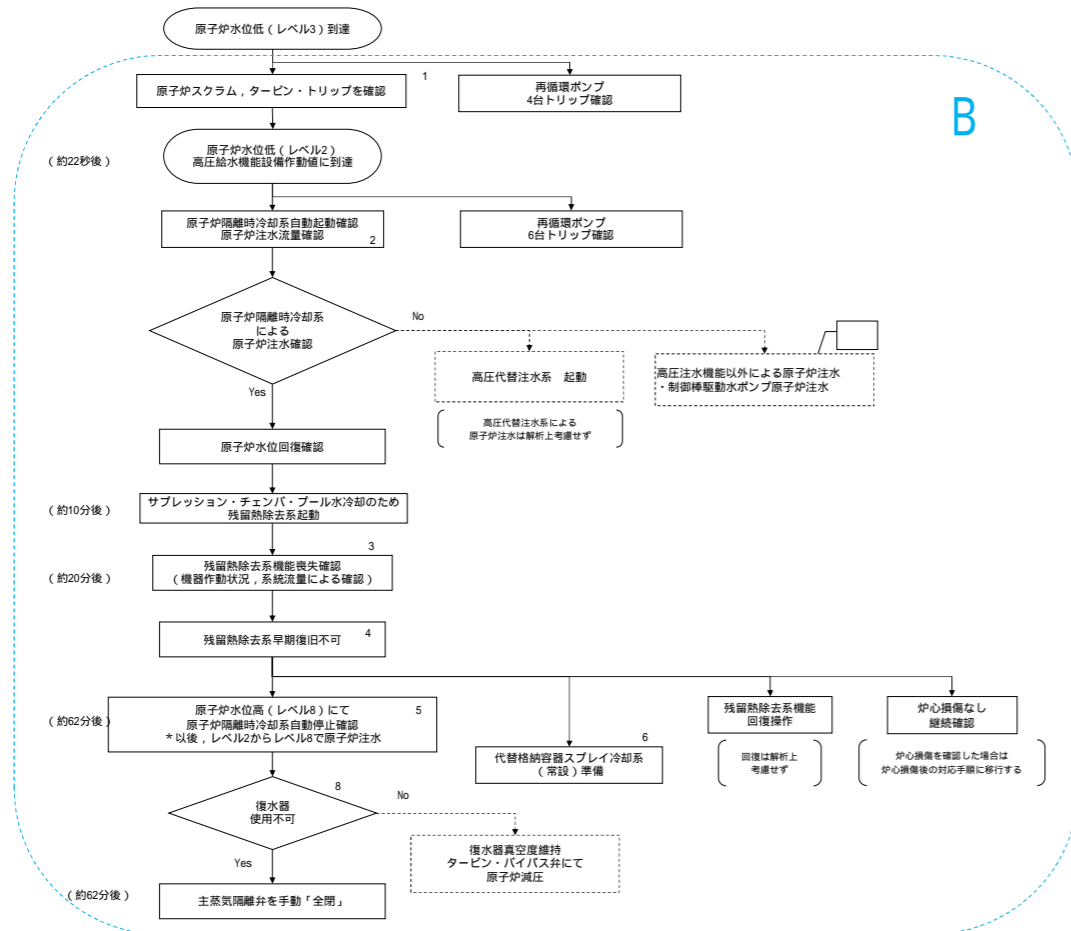 原子炉水位低(レベル3)到達
1
原子炉スクラム,タービン・トリップを確認
再循環ポンプ
4台トリップ確認
B
(約22秒後)
原子炉水位低(レベル2)
高圧給水機能設備作動値に到達
原子炉隔離時冷却系自動起動確認
原子炉注水流量確認
2
再循環ポンプ
6台トリップ確認
原子炉隔離時冷却系
による
原子炉注水確認
No
Yes
高圧代替注水系 起動
高圧代替注水系による
原子炉注水は解析上考慮せず
高圧注水機能以外による原子炉注水
・制御棒駆動水ポンプ原子炉注水
原子炉水位回復確認
(約10分後)
サプレッション・チェンバ・プール水冷却のため
残留熱除去系起動
3
(約20分後)
残留熱除去系機能喪失確認
(機器作動状況,系統流量による確認)
残留熱除去系早期復旧不可
4
(約62分後)
原子炉水位高(レベル8)にて
原子炉隔離時冷却系自動停止確認
*以後,レベル2からレベル8で原子炉注水
5
6
代替格納容器スプレイ冷却系
(常設)準備
残留熱除去系機能
回復操作
回復は解析上
考慮せず
炉心損傷なし
継続確認
炉心損傷を確認した場合は
炉心損傷後の対応手順に移行する
8
復水器
使用不可
No
Yes
復水器真空度維持
タービン・バイパス弁にて
原子炉減圧
(約62分後)
主蒸気隔離弁を手動「全閉」